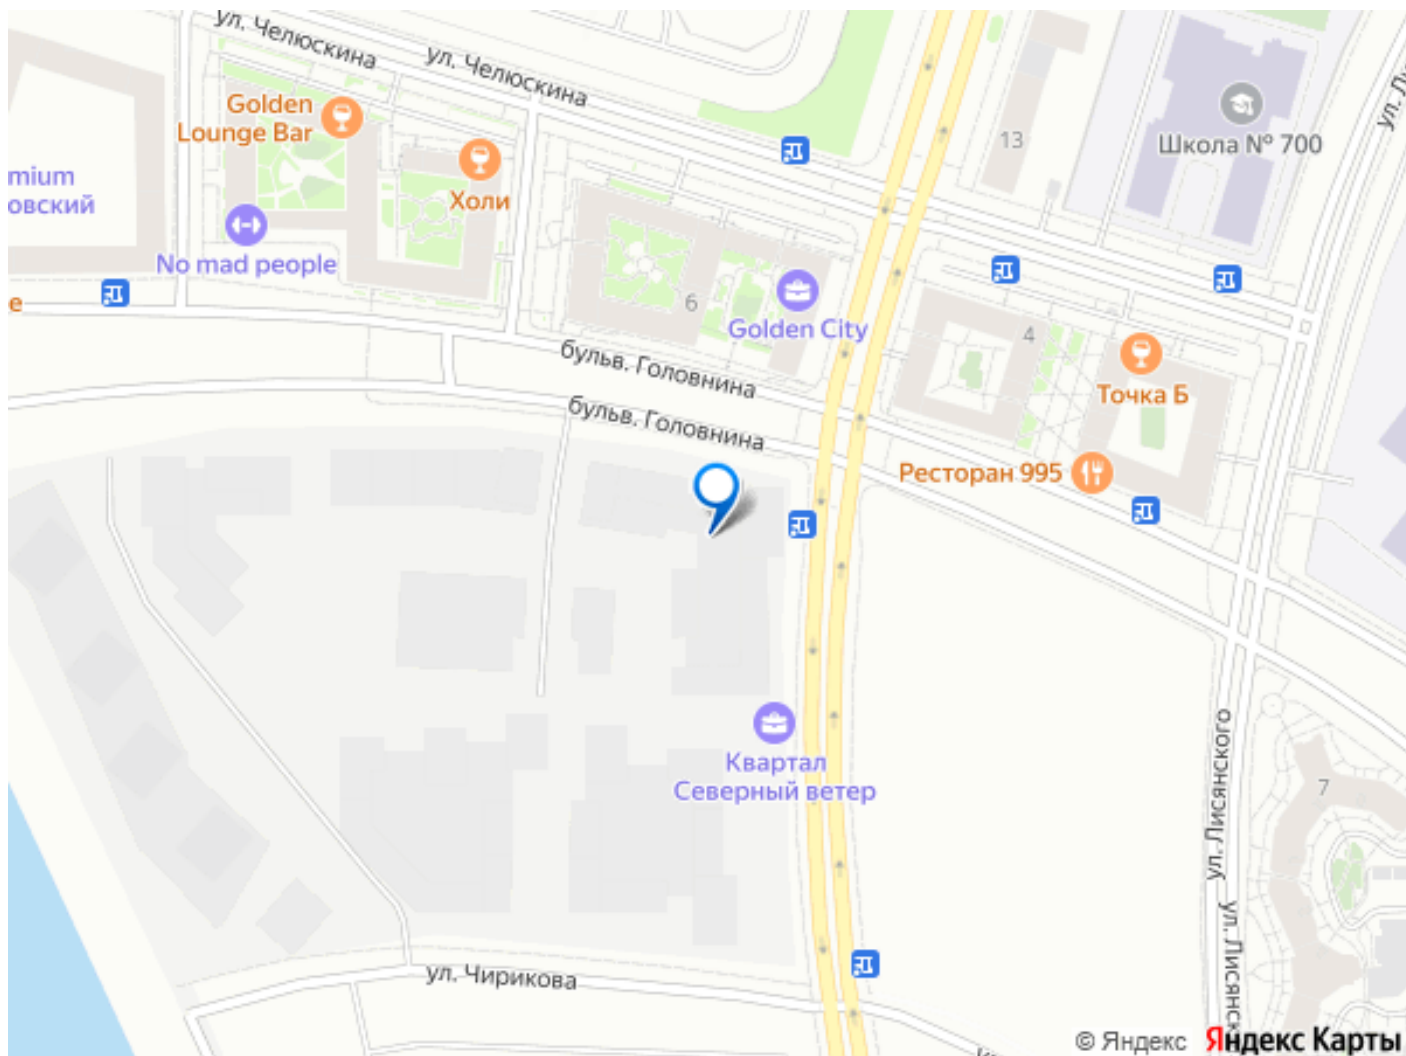 ул. Челюскина
ул. Челюскина
Golden
Lounge Bar
Холи
No mad people
mium
овский
e
13
Школа № 700
6
Golden City
4
Точка Б
Ресторан 995
бульв. Головнина
бульв. Головнина
Квартал
Северный ветер
ул. Лисянского
7
ул. Чирикова
© Яндекс Яндекс Карты